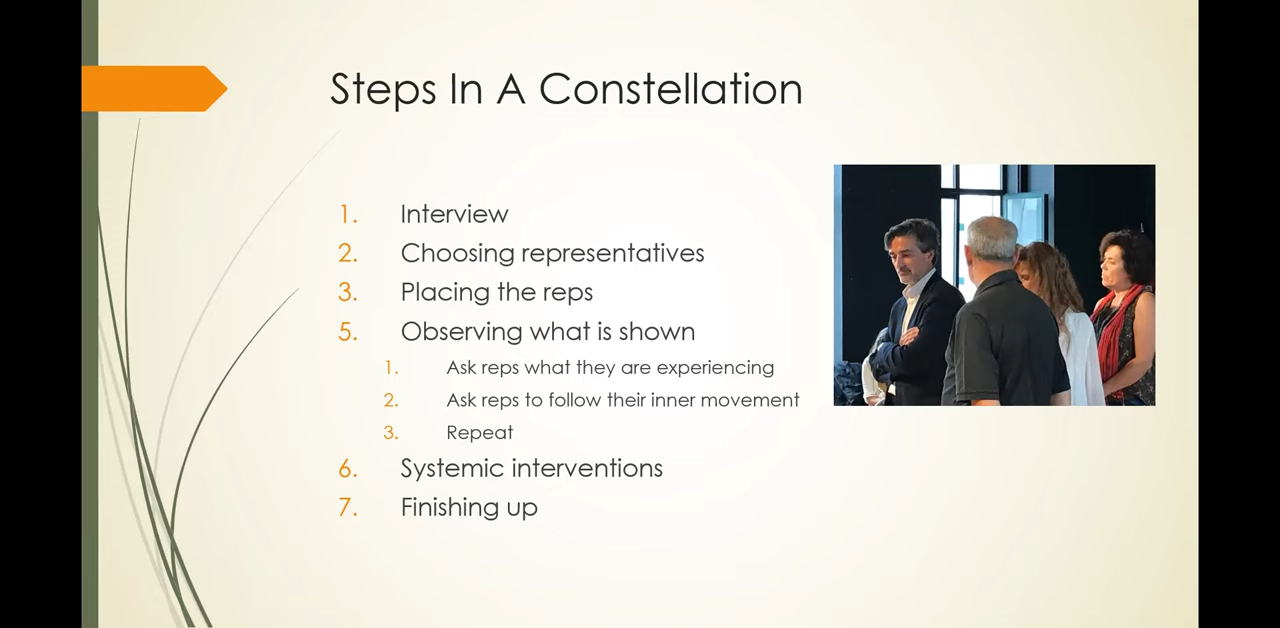 Steps In A Constellation
1. Interview
2. Choosing representatives
3. Placing the reps
5. Observing what is shown
1. Ask reps what they are experiencing
2. Ask reps to follow their inner movement
3. Repeat
6. Systemic interventions
7. Finishing up